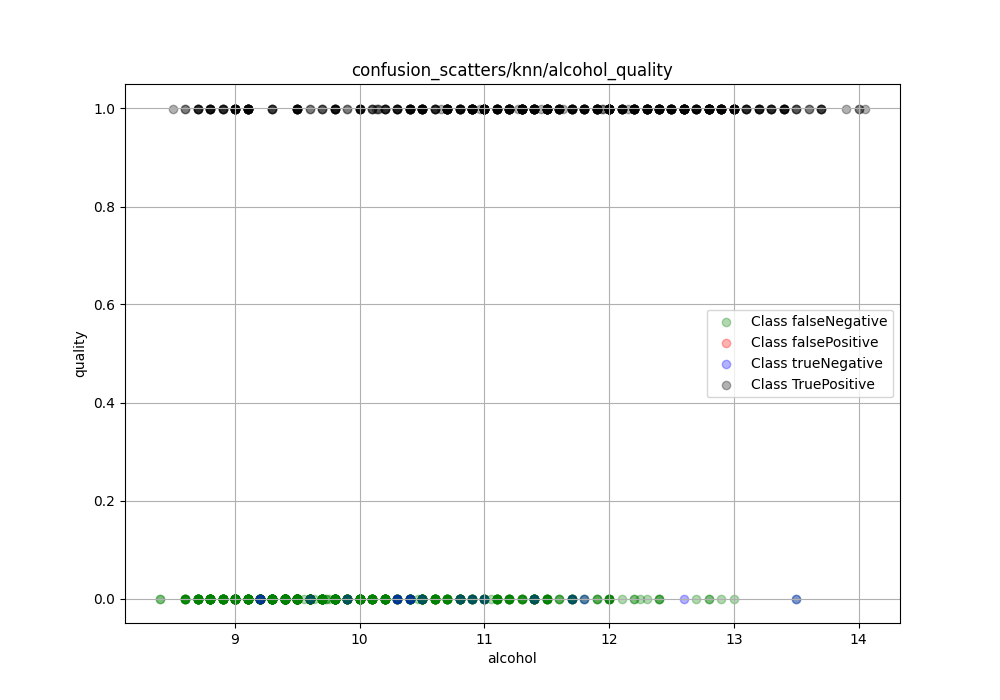 confusion_scatters/knn/alcohol_quality
1.0
0.8
0.6
0.4
0.2
0.0
quality
Class falseNegative
Class falsePositive
Class trueNegative
Class TruePositive
9 10 11 12 13 14
alcohol